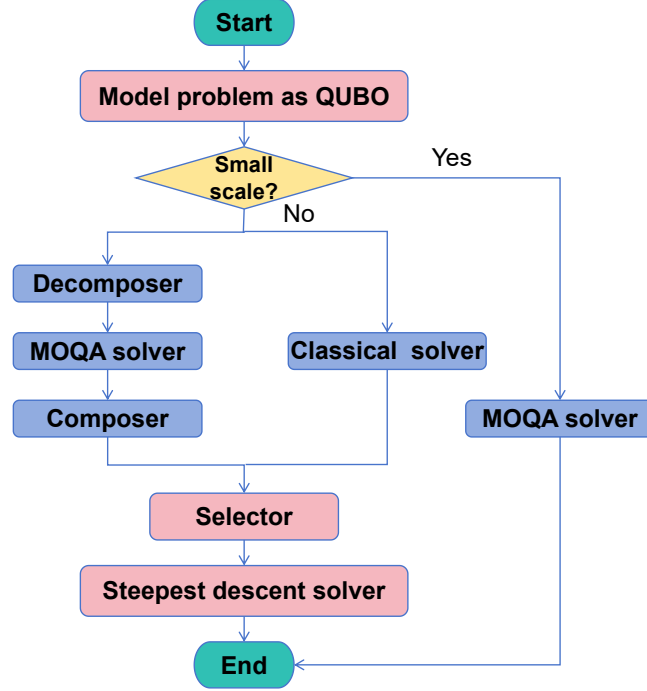 Start
Model problem as QUBO
Small
scale?
Yes
No
Decomposer
MOQA solver
Classical solver
Composer
MOQA solver
Selector
Steepest descent solver
End